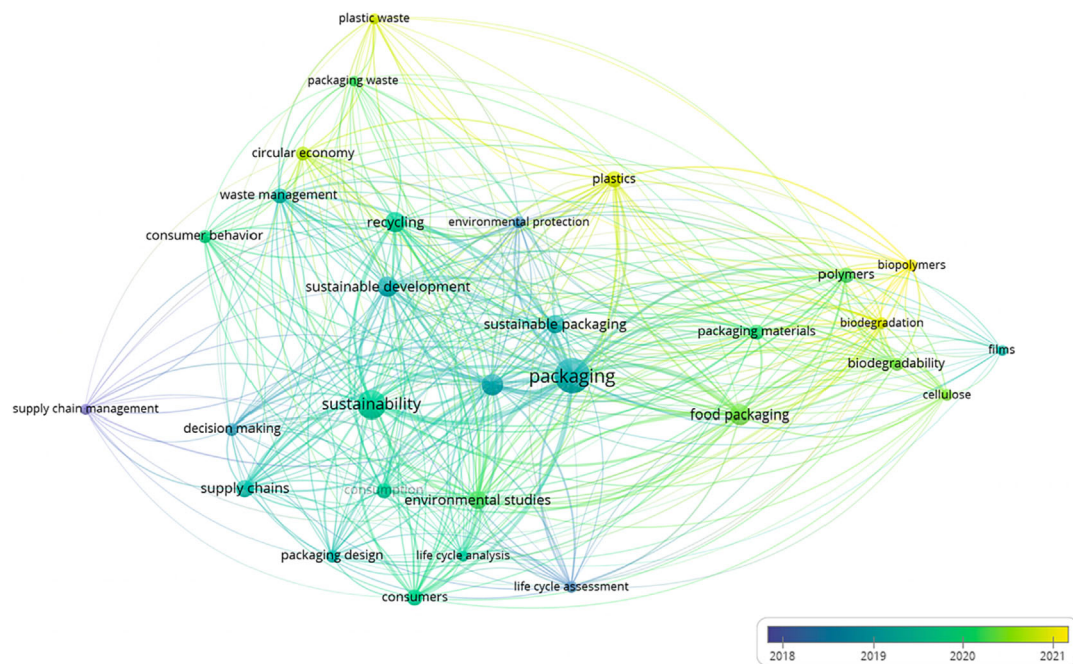 plastic waste
packaging waste
circular economy
plastics
waste management
recycling
environmental protection
consumer behavior
biopolymers
polymers
sustainable development
sustainable packaging
packaging materials
biodegradation
films
biodegradability
packaging
cellulose
sustainability
supply chain management
food packaging
decision making
supply chains
consumption
environmental studies
packaging design
life cycle analysis
life cycle assessment
consumers
2018 2019 2020 2021